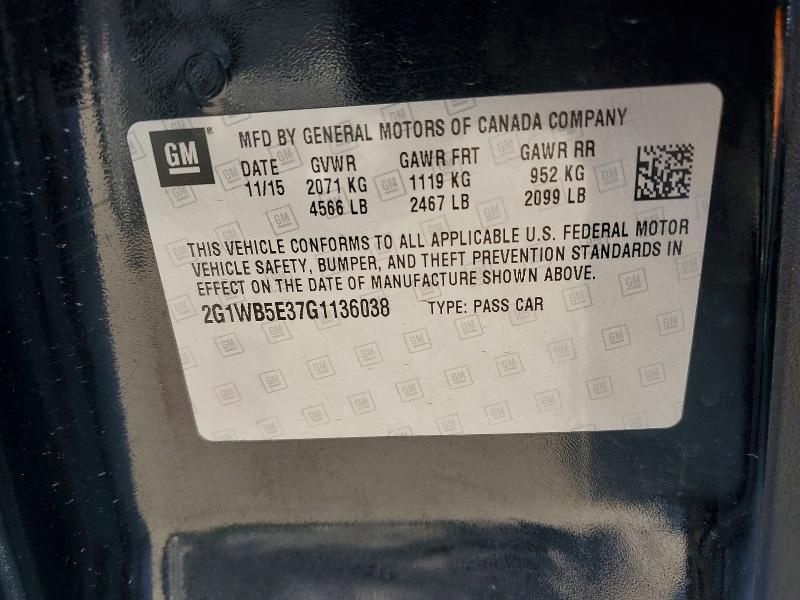 GM
MFD BY GENERAL MOTORS OF CANADA COMPANY
DATE GVWR GAWR FRT GAWR RR
11/15 2071 KG 1119 KG 952 KG
4566 LB 2467 LB 2099 LB
THIS VEHICLE CONFORMS TO ALL APPLICABLE U.S. FEDERAL MOTOR
VEHICLE SAFETY, BUMPER, AND THEFT PREVENTION STANDARDS IN
EFFECT ON THE DATE OF MANUFACTURE SHOWN ABOVE.
2G1WB5E37G1136038 TYPE: PASS CAR